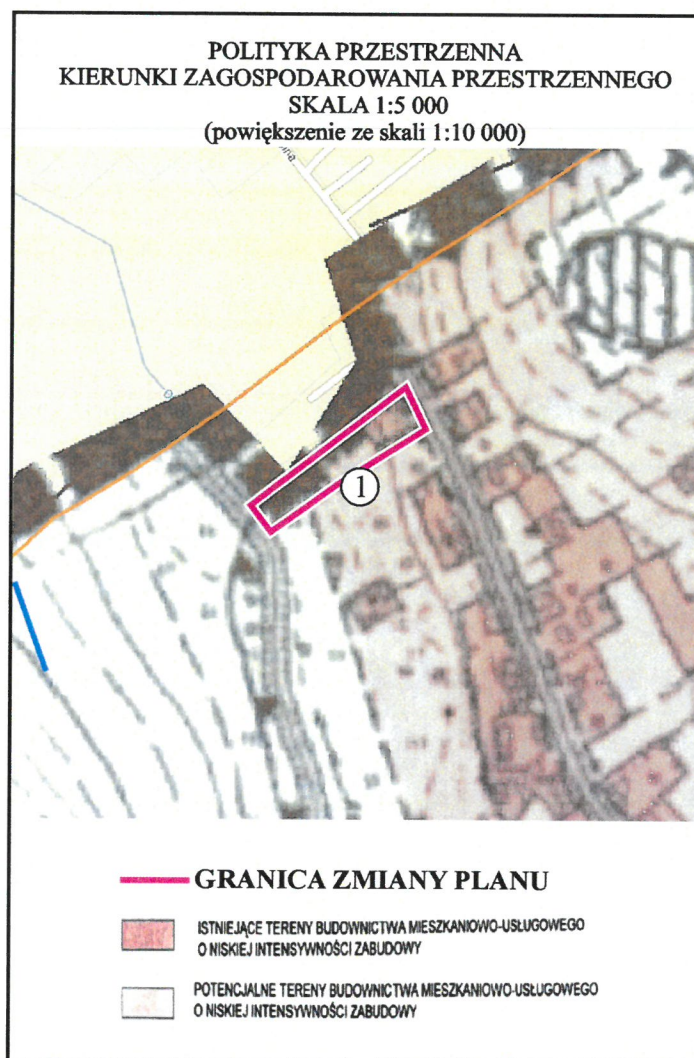 POLITYKA PRZESTRZENNA
KIERUNKI ZAGOSPODAROWANIA PRZESTRZENNEGO
SKALA 1:5 000
(powiększenie ze skali 1:10 000)
1
GRANICA ZMIANY PLANU
ISTNIEJĄCE TERENY BUDOWNICTWA MIESZKANIOWO-USŁUGOWEGO
O NISKIEJ INTENSYWNOŚCI ZABUDOWY
POTENCJALNE TERENY BUDOWNICTWA MIESZKANIOWO-USŁUGOWEGO
O NISKIEJ INTENSYWNOŚCI ZABUDOWY